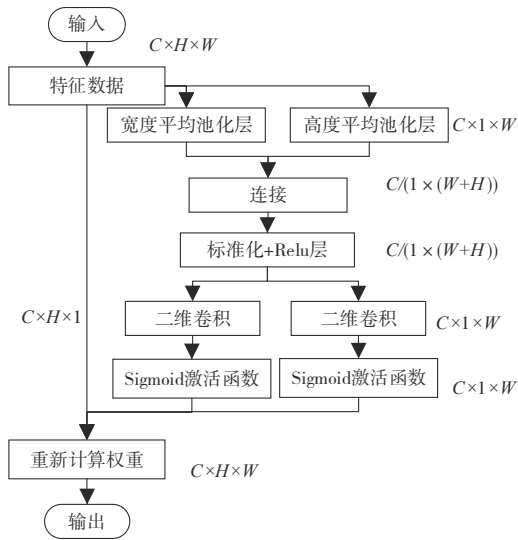 输入
C×H×W
特征数据
宽度平均池化层
高度平均池化层
C×1×W
连接
C/(1×(W+H))
标准化+Relu层
C/(1×(W+H))
C×H×1
二维卷积
二维卷积
C×1×W
Sigmoid激活函数
Sigmoid激活函数
C×1×W
重新计算权重
C×H×W
输出